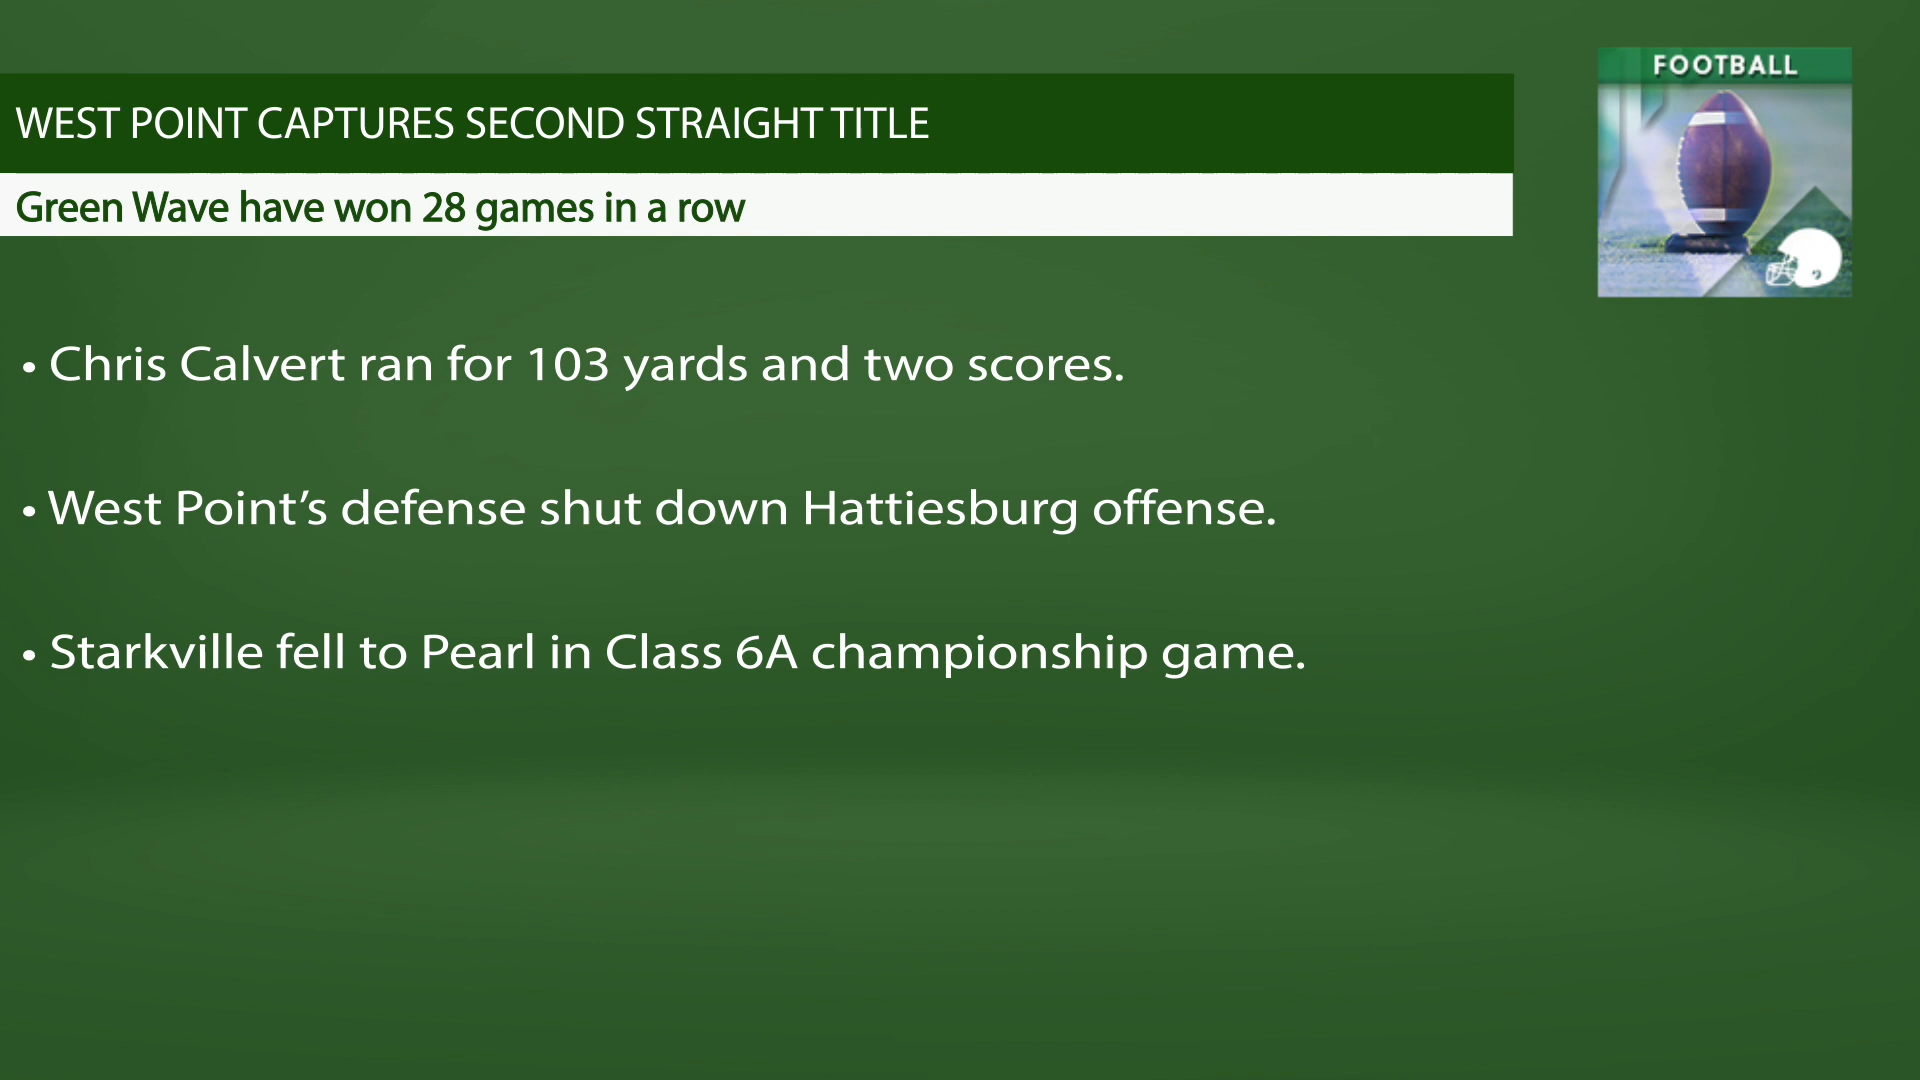 FOOTBALL
WEST POINT CAPTURES SECOND STRAIGHT TITLE
Green Wave have won 28 games in a row
• Chris Calvert ran for 103 yards and two scores.
• West Point’s defense shut down Hattiesburg offense.
• Starkville fell to Pearl in Class 6A championship game.